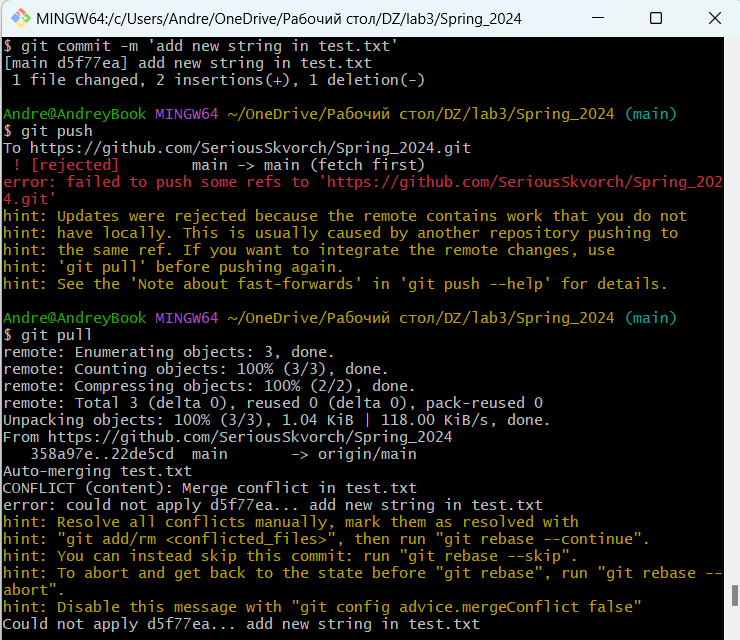 MINGW64:/c/Users/Andre/OneDrive/Рабочий стол/DZ/lab3/Spring_2024
$ git commit -m 'add new string in test.txt'
[main d5f77ea] add new string in test.txt
 1 file changed, 2 insertions(+), 1 deletion(-)
Andre@AndreyBook MINGW64 ~/OneDrive/Рабочий стол/DZ/lab3/Spring_2024 (main)
$ git push
To https://github.com/SeriousSkvorch/Spring_2024.git
 ! [rejected]        main -> main (fetch first)
error: failed to push some refs to 'https://github.com/SeriousSkvorch/Spring_202
4.git'
hint: Updates were rejected because the remote contains work that you do not
hint: have locally. This is usually caused by another repository pushing to
hint: the same ref. If you want to integrate the remote changes, use
hint: 'git pull' before pushing again.
hint: See the 'Note about fast-forwards' in 'git push --help' for details.
Andre@AndreyBook MINGW64 ~/OneDrive/Рабочий стол/DZ/lab3/Spring_2024 (main)
$ git pull
remote: Enumerating objects: 3, done.
remote: Counting objects: 100% (3/3), done.
remote: Compressing objects: 100% (2/2), done.
remote: Total 3 (delta 0), reused 0 (delta 0), pack-reused 0
Unpacking objects: 100% (3/3), 1.04 KiB | 118.00 KiB/s, done.
From https://github.com/SeriousSkvorch/Spring_2024
   358a97e..22de5cd  main       -> origin/main
Auto-merging test.txt
CONFLICT (content): Merge conflict in test.txt
error: could not apply d5f77ea... add new string in test.txt
hint: Resolve all conflicts manually, mark them as resolved with
hint: "git add/rm <conflicted_files>", then run "git rebase --continue".
hint: You can instead skip this commit: run "git rebase --skip".
hint: To abort and get back to the state before "git rebase", run "git rebase --
abort".
hint: Disable this message with "git config advice.mergeConflict false"
Could not apply d5f77ea... add new string in test.txt